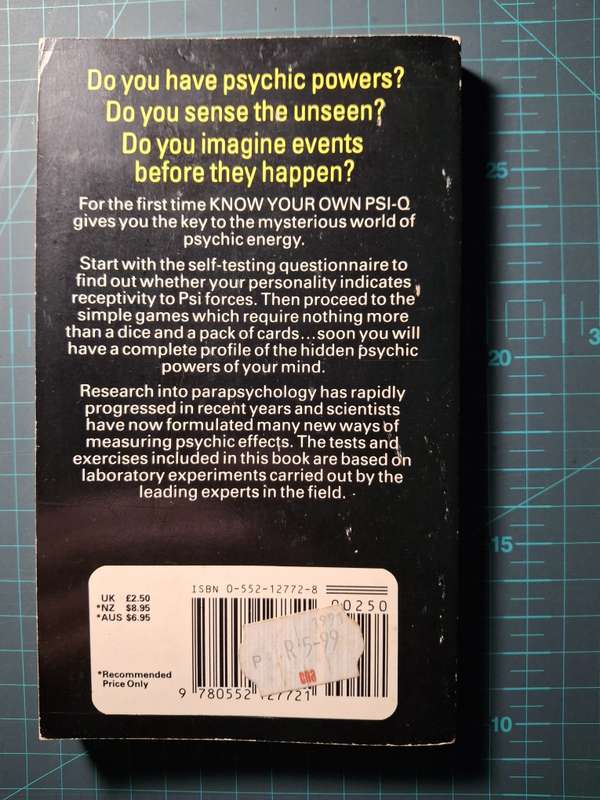 Do you have psychic powers?
Do you sense the unseen?
Do you imagine events
before they happen?
For the first time KNOW YOUR OWN PSI-Q
gives you the key to the mysterious world of
psychic energy.
Start with the self-testing questionnaire to
find out whether your personality indicates
receptivity to Psi forces. Then proceed to the
simple games which require nothing more
than a dice and a pack of cards...soon you will
have a complete profile of the hidden psychic
powers of your mind.
Research into parapsychology has rapidly
progressed in recent years and scientists
have now formulated many new ways of
measuring psychic effects. The tests and
exercises included in this book are based on
laboratory experiments carried out by the
leading experts in the field.
UK £2.50
*NZ $8.95
*AUS $6.95
*Recommended
Price Only
ISBN 0-552-12772-8
00250
P R5-99
cna
9 780552 127721
25
20
3
15
10